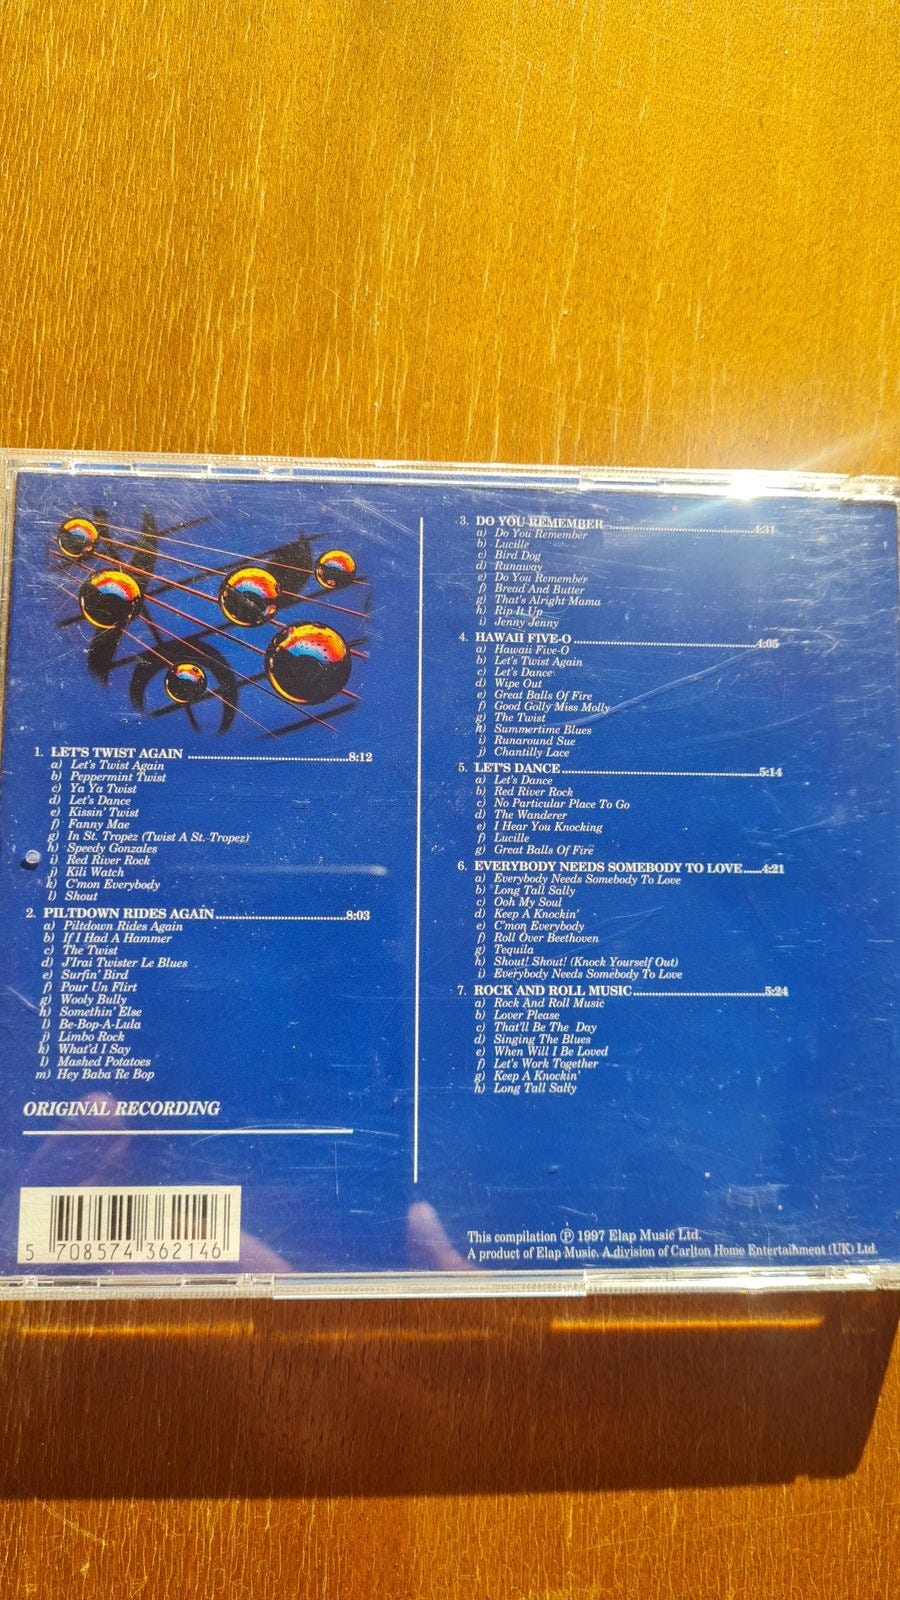 1. LET'S TWIST AGAIN ........................................8:12
a) Let's Twist Again
b) Peppermint Twist
c) Ya Ya Twist
d) Let's Dance
e) Kissin' Twist
f) Fanny Mae
g) In St. Tropez (Twist A St. Tropez)
h) Speedy Gonzales
i) Red River Rock
j) Kili Watch
k) C'mon Everybody
l) Shout
2. PILTDOWN RIDES AGAIN ........................................8:03
a) Piltdown Rides Again
b) If I Had A Hammer
c) The Twist
d) J'Irai Twister Le Blues
e) Surfin' Bird
f) Pour Un Flirt
g) Wooly Bully
h) Somethin' Else
l) Be-Bop-A-Lula
j) Limbo Rock
k) What'd I Say
l) Mashed Potatoes
m) Hey Baba Re Bop
ORIGINAL RECORDING
5 708574 362146
3. DO YOU REMEMBER ........................................4:31
a) Do You Remember
b) Lucille
c) Bird Dog
d) Runaway
e) Do You Remember
f) Bread And Butter
g) That's Alright Mama
h) Rip It Up
i) Jenny Jenny
4. HAWAII FIVE-O ........................................4:05
a) Hawaii Five-O
b) Let's Twist Again
c) Let's Dance
d) Wipe Out
e) Great Balls Of Fire
f) Good Golly Miss Molly
g) The Twist
h) Summertime Blues
i) Runaround Sue
j) Chantilly Lace
5. LET'S DANCE ........................................5:14
a) Let's Dance
b) Red River Rock
c) No Particular Place To Go
d) The Wanderer
e) I Hear You Knocking
f) Lucille
g) Great Balls Of Fire
6. EVERYBODY NEEDS SOMEBODY TO LOVE ......4:21
a) Everybody Needs Somebody To Love
b) Long Tall Sally
c) Ooh My Soul
d) Keep A Knockin'
e) C'mon Everybody
f) Roll Over Beethoven
g) Tequila
h) Shout! Shout! (Knock Yourself Out)
i) Everybody Needs Somebody To Love
7. ROCK AND ROLL MUSIC ........................................5:24
a) Rock And Roll Music
b) Lover Please
c) That'll Be The Day
d) Singing The Blues
e) When Will I Be Loved
f) Let's Work Together
g) Keep A Knockin'
h) Long Tall Sally
This compilation Ⓟ 1997 Elap Music Ltd.
A product of Elap Music. A division of Carlton Home Entertainment (UK) Ltd.